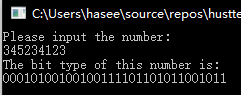 C:\Users\hasee\source\repos\hustte
Please input the number:
345234123
The bit type of this number is:
00010100100100111101101011001011